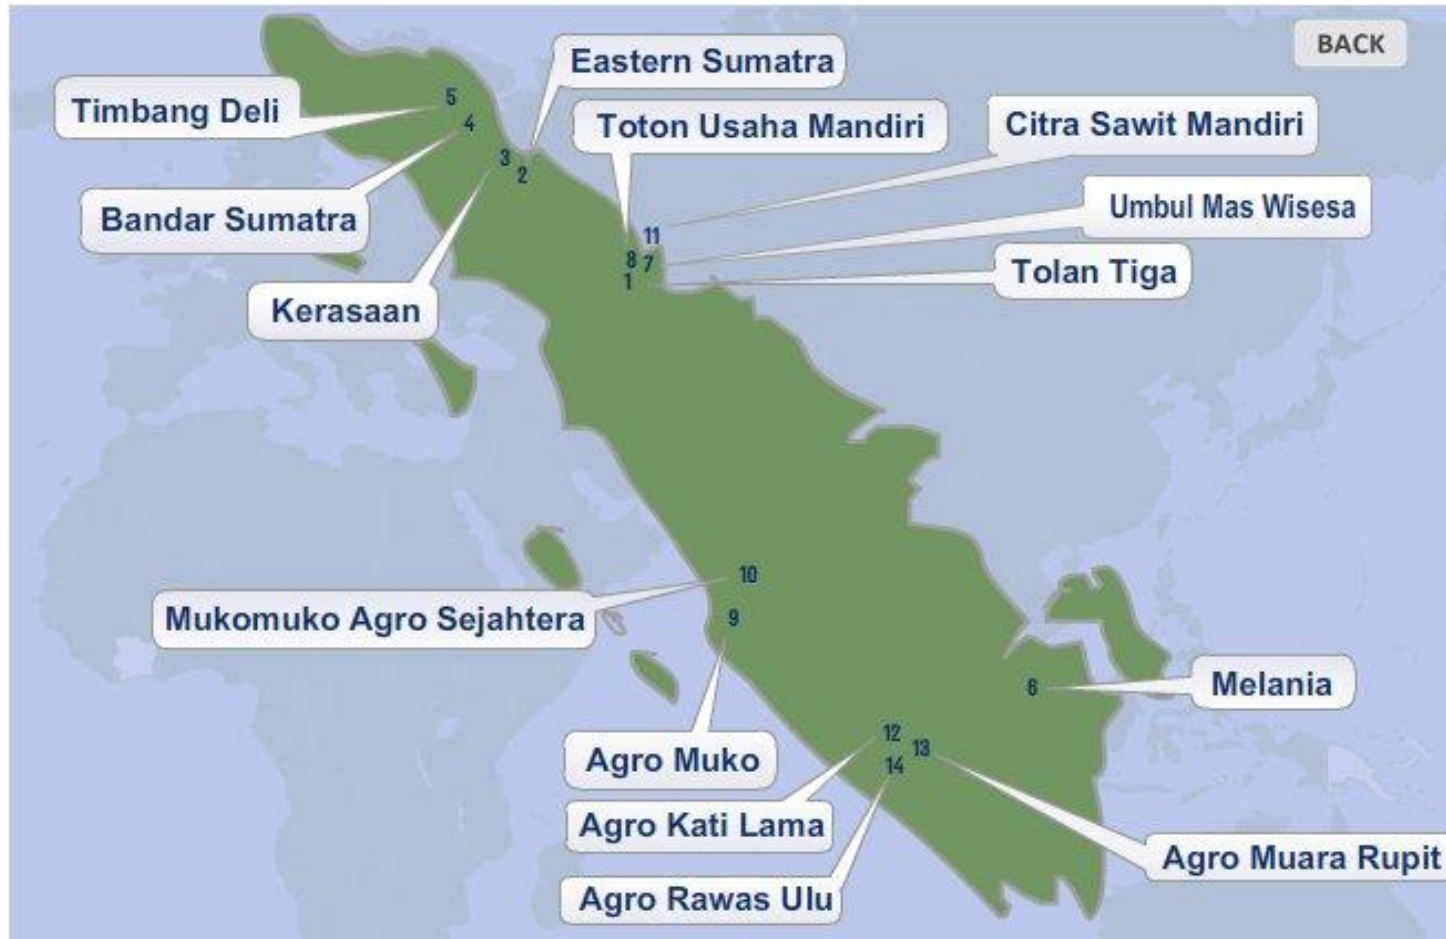 BACK
Eastern Sumatra
Timbang Deli
5
4
Toton Usaha Mandiri
Citra Sawit Mandiri
3
2
Bandar Sumatra
Umbul Mas Wisesa
11
8
7
1
Tolan Tiga
Kerasaan
10
Mukomuko Agro Sejahtera
9
6
Melania
12
13
14
Agro Muko
Agro Kati Lama
Agro Muara Rupit
Agro Rawas Ulu